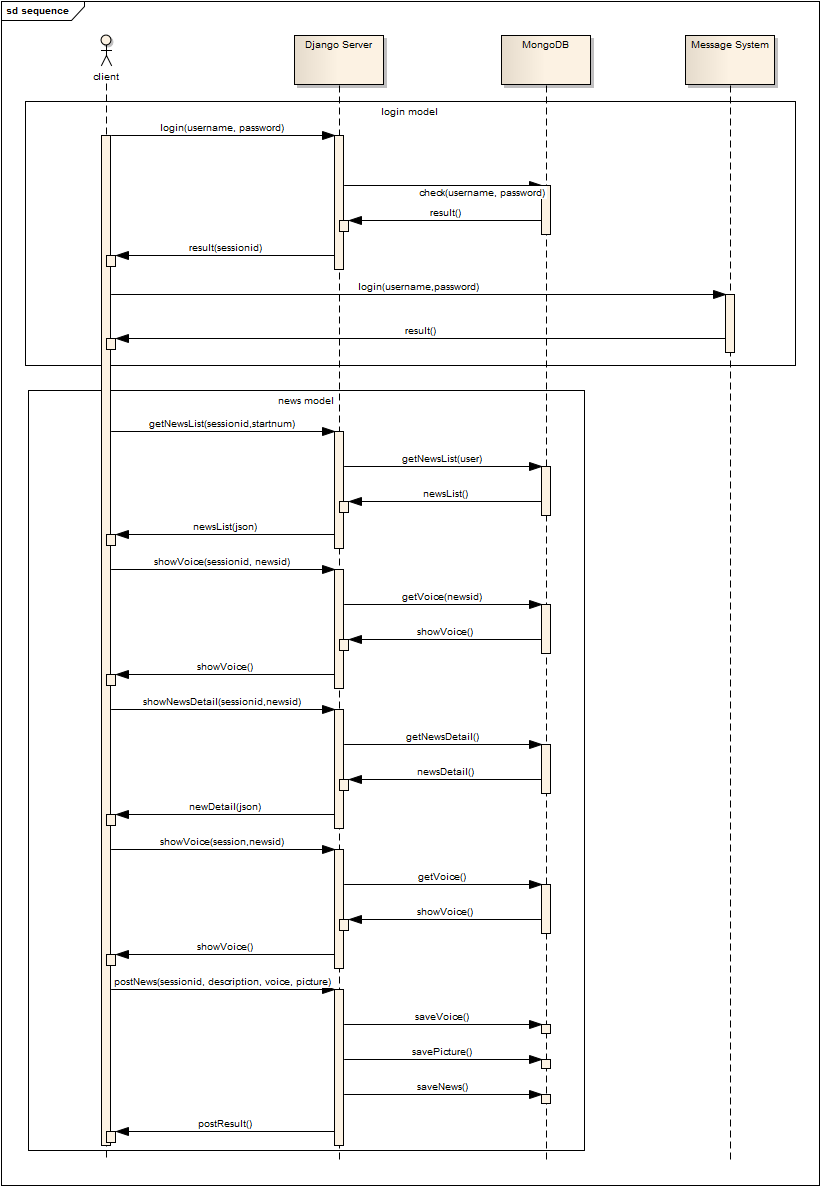 sd sequence
client
Django Server
MongoDB
Message System
login model
login(username, password)
check(username, password)
result()
result(sessionid)
login(username,password)
result()
news model
getNewsList(sessionid,startnum)
getNewsList(user)
newsList()
newsList(json)
showVoice(sessionid, newsid)
getVoice(newsid)
showVoice()
showVoice()
showNewsDetail(sessionid,newsid)
getNewsDetail()
newsDetail()
newDetail(json)
showVoice(session,newsid)
getVoice()
showVoice()
showVoice()
postNews(sessionid, description, voice, picture)
saveVoice()
savePicture()
saveNews()
postResult()